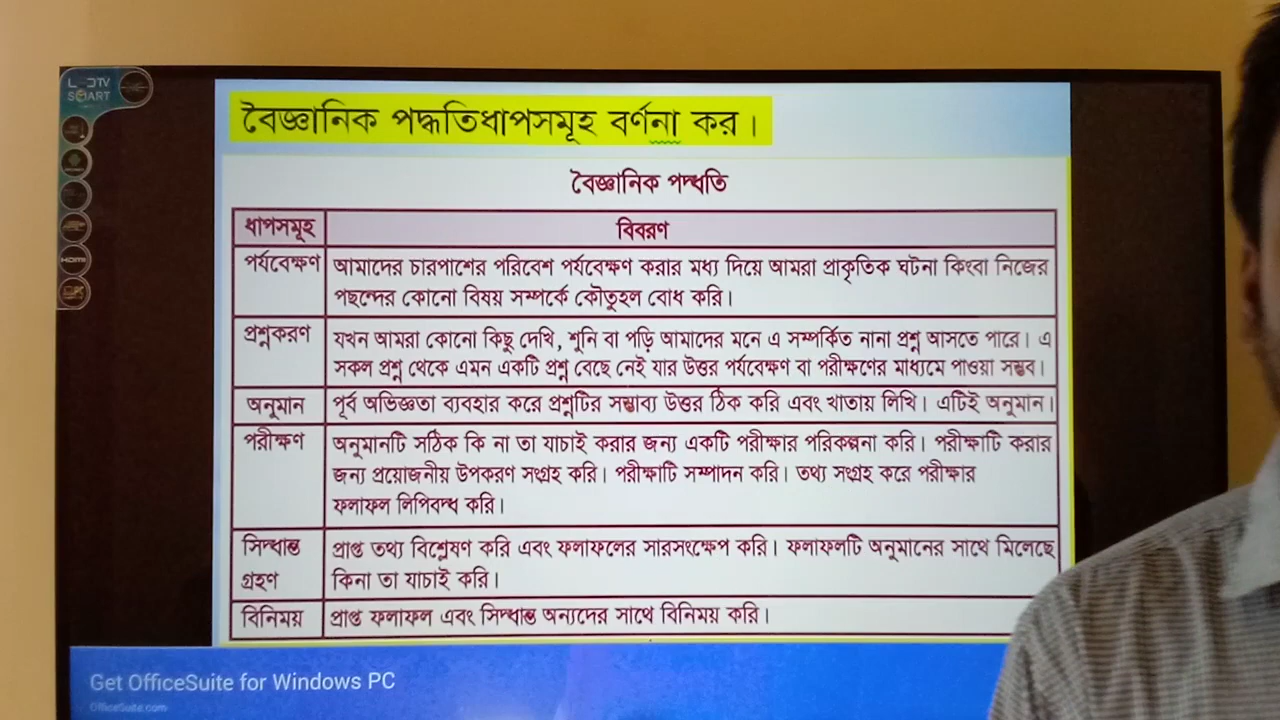 LEDTV
SMART
বৈজ্ঞানিক পদ্ধতিধাপসমূহ বর্ণনা কর।
বৈজ্ঞানিক পদ্ধতি
ধাপসমূহ বিবরণ
পর্যবেক্ষণ আমাদের চারপাশের পরিবেশ পর্যবেক্ষণ করার মধ্য দিয়ে আমরা প্রাকৃতিক ঘটনা কিংবা নিজের
পছন্দের কোনো বিষয় সম্পর্কে কৌতুহল বোধ করি।
প্রশ্নকরণ যখন আমরা কোনো কিছু দেখি, শুনি বা পড়ি আমাদের মনে এ সম্পর্কিত নানা প্রশ্ন আসতে পারে। এ
সকল প্রশ্ন থেকে এমন একটি প্রশ্ন বেছে নেই যার উত্তর পর্যবেক্ষণ বা পরীক্ষণের মাধ্যমে পাওয়া সম্ভব।
অনুমান পূর্ব অভিজ্ঞতা ব্যবহার করে প্রশ্নটির সম্ভাব্য উত্তর ঠিক করি এবং খাতায় লিখি। এটিই অনুমান।
পরীক্ষণ অনুমানটি সঠিক কি না তা যাচাই করার জন্য একটি পরীক্ষার পরিকল্পনা করি। পরীক্ষাটি করার
জন্য প্রয়োজনীয় উপকরণ সংগ্রহ করি। পরীক্ষাটি সম্পাদন করি। তথ্য সংগ্রহ করে পরীক্ষার
ফলাফল লিপিবদ্ধ করি।
সিদ্ধান্ত প্রাপ্ত তথ্য বিশ্লেষণ করি এবং ফলাফলের সারসংক্ষেপ করি। ফলাফলটি অনুমানের সাথে মিলেছে
গ্রহণ কিনা তা যাচাই করি।
বিনিময় প্রাপ্ত ফলাফল এবং সিদ্ধান্ত অন্যদের সাথে বিনিময় করি।
HDMI
Get OfficeSuite for Windows PC
OfficeSuite.com